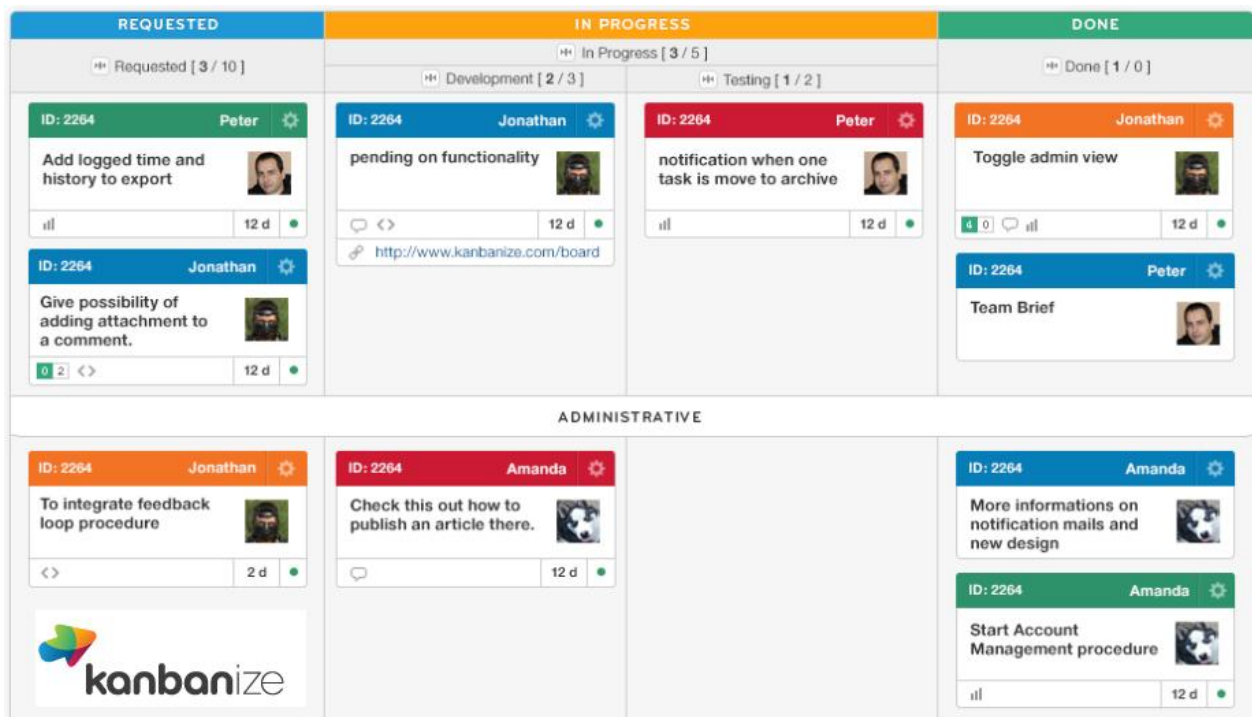 REQUESTED
IN PROGRESS
DONE
Requested [ 3 / 10 ]
In Progress [ 3 / 5 ]
Development [ 2 / 3 ]
Testing [ 1 / 2 ]
Done [ 1 / 0 ]
ID: 2264 Peter
Add logged time and
history to export
12 d
ID: 2264 Jonathan
Give possibility of
adding attachment to
a comment.
0 2
12 d
ID: 2264 Jonathan
pending on functionality
12 d
http://www.kanbanize.com/board
ID: 2264 Peter
notification when one
task is move to archive
12 d
ID: 2264 Jonathan
Toggle admin view
4 0
12 d
ID: 2264 Peter
Team Brief
ADMINISTRATIVE
ID: 2264 Jonathan
To integrate feedback
loop procedure
2 d
kanbanize
ID: 2264 Amanda
Check this out how to
publish an article there.
12 d
ID: 2264 Amanda
More informations on
notification mails and
new design
ID: 2264 Amanda
Start Account
Management procedure
12 d